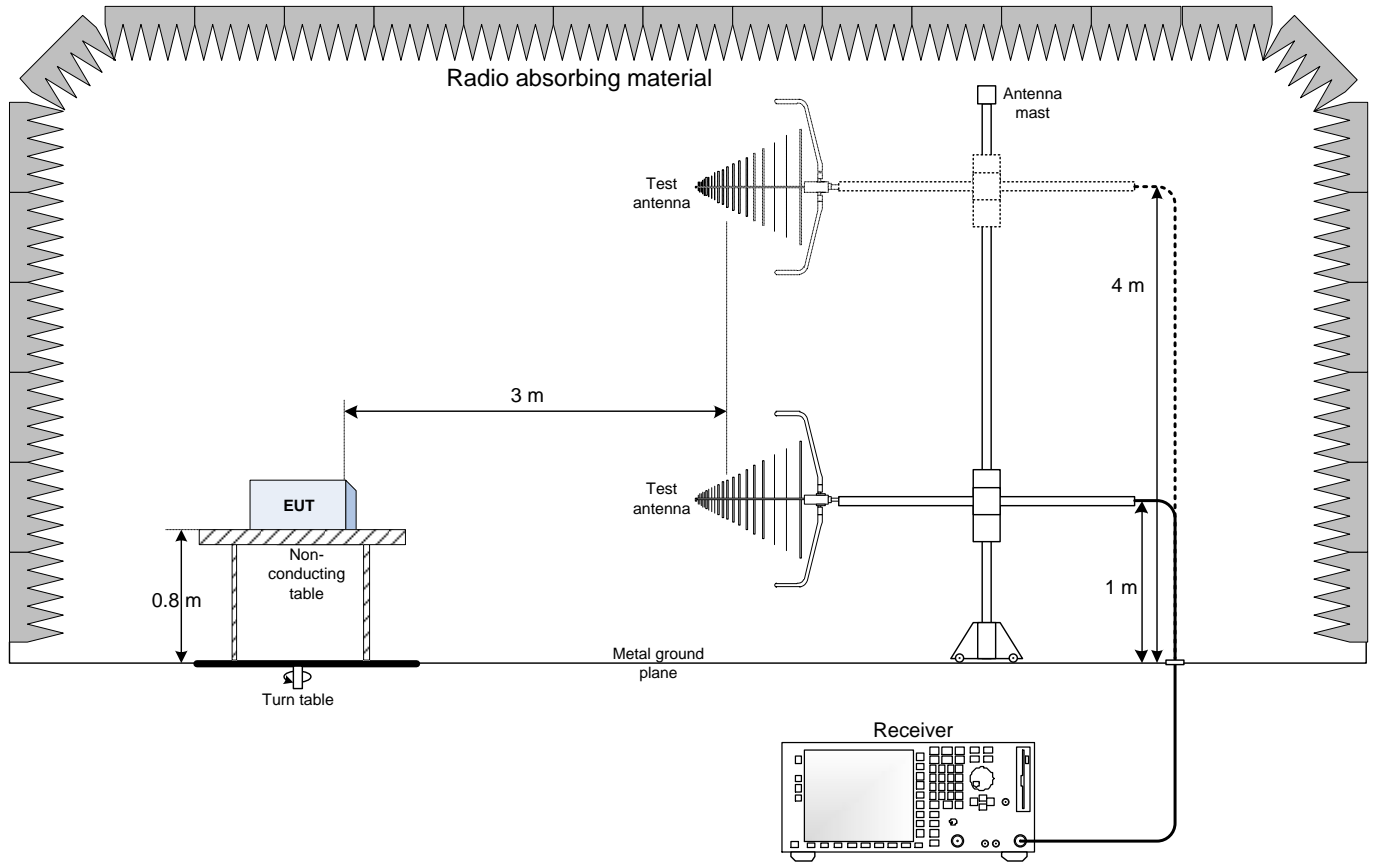 Radio absorbing material
Antenna
mast
Test
antenna
4 m
3 m
Test
antenna
EUT
Non-
conducting
table
0.8 m
1 m
Metal ground
plane
Turn table
Receiver